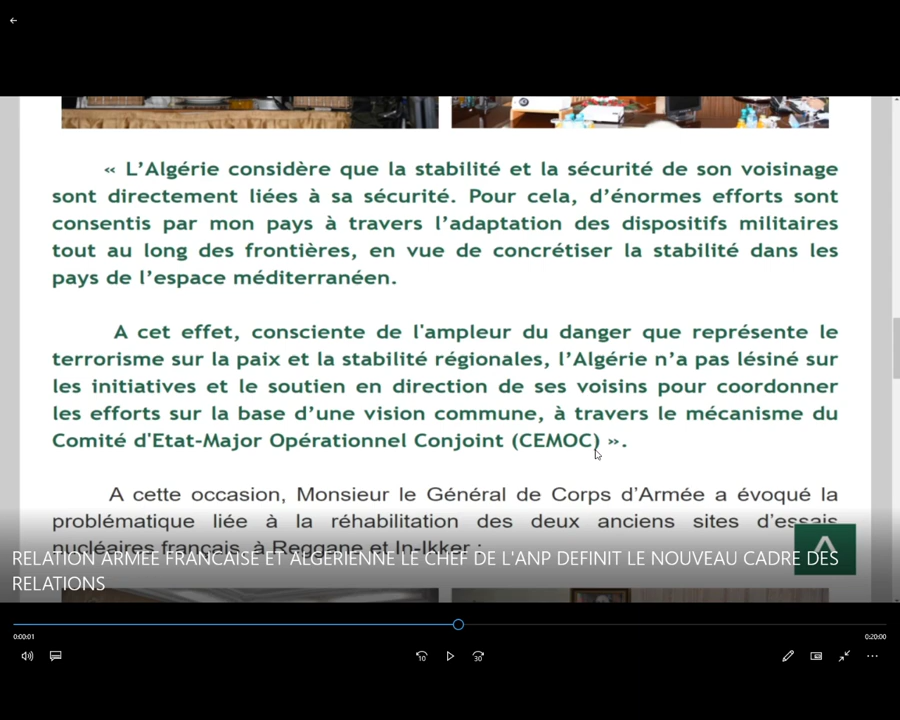 « L’Algérie considère que la stabilité et la sécurité de son voisinage
sont directement liées à sa sécurité. Pour cela, d’énormes efforts sont
consentis par mon pays à travers l’adaptation des dispositifs militaires
tout au long des frontières, en vue de concrétiser la stabilité dans les
pays de l’espace méditerranéen.
A cet effet, consciente de l'ampleur du danger que représente le
terrorisme sur la paix et la stabilité régionales, l’Algérie n’a pas lésiné sur
les initiatives et le soutien en direction de ses voisins pour coordonner
les efforts sur la base d’une vision commune, à travers le mécanisme du
Comité d'Etat-Major Opérationnel Conjoint (CEMOC) ».
A cette occasion, Monsieur le Général de Corps d’Armée a évoqué la
problématique liée à la réhabilitation des deux anciens sites d’essais
nucléaires français, à Reggane et In-Ikker :
RELATION ARMEE FRANCAISE ET ALGERIENNE LE CHEF DE L'ANP DEFINIT LE NOUVEAU CADRE DES
RELATIONS
0:00:01
0:20:00
10
30